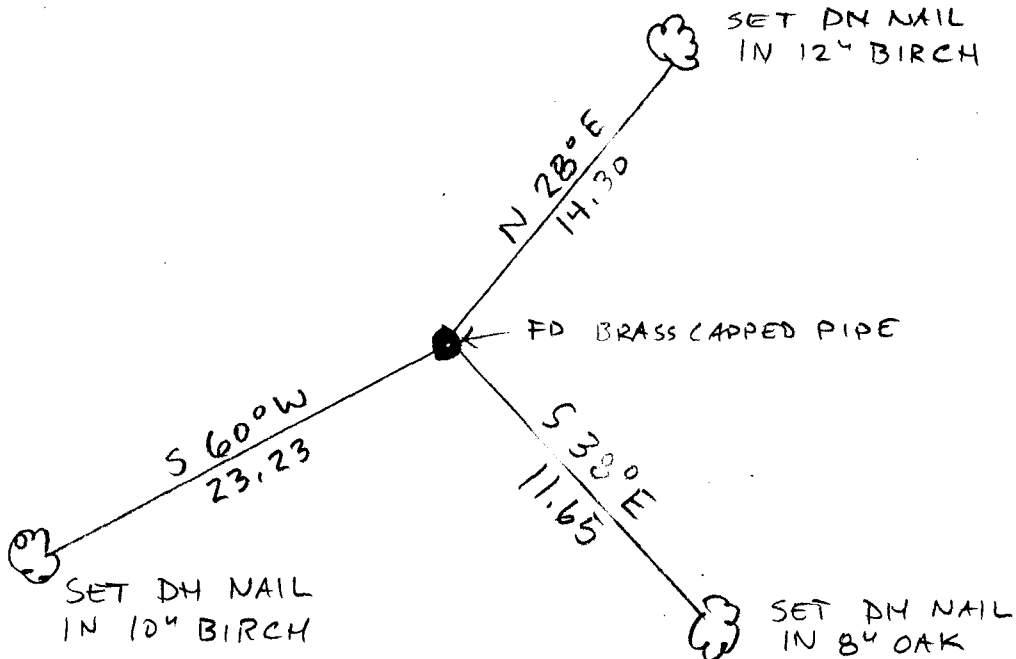 SET DH NAIL
IN 12" BIRCH
N 28° E
14.30
FD BRASS CAPPED PIPE
S 60° W
23.23
S 38° E
11.65
SET DH NAIL
IN 10" BIRCH
SET DH NAIL
IN 8" OAK